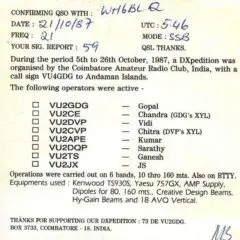 CONFIRMING QSO WITH : WH6BLQ
DATE : 21/10/87 UTC : 5.46
FREQ : 21 MODE : SSB
YOUR SIG. REPORT : 59 QSL THANKS.
During the period 5th to 26th October, 1987, a DXpedition was
organised by the Coimbatore Amateur Radio Club, India, with a
call sign VU4GDG to Andaman Islands.
The following operators were active -
VU2GDG - Gopal
VU2CE - Chandra (GDG's XYL)
VU2DVP - Vidi
VU2CVP - Chitra (DVP's XYL)
VU2APE - Kumar
VU2DQP - Sarathy
VU2TS - Ganesh
VU2JX - JS
Operations were carried out on 6 bands, 10 thro 160 mts. Also on RTTY.
Equipments used : Kenwood TS930S, Yaesu 757GX, AMP Supply,
Dipoles for 80, 160 mts., Creative Design Beams,
Hy-Gain Beams and 18 AVQ Vertical.
THANKS FOR SUPPORTING OUR DXPEDITION : 73 DE VU2GDG.
BOX 3733, COIMBATORE - 18. INDIA.